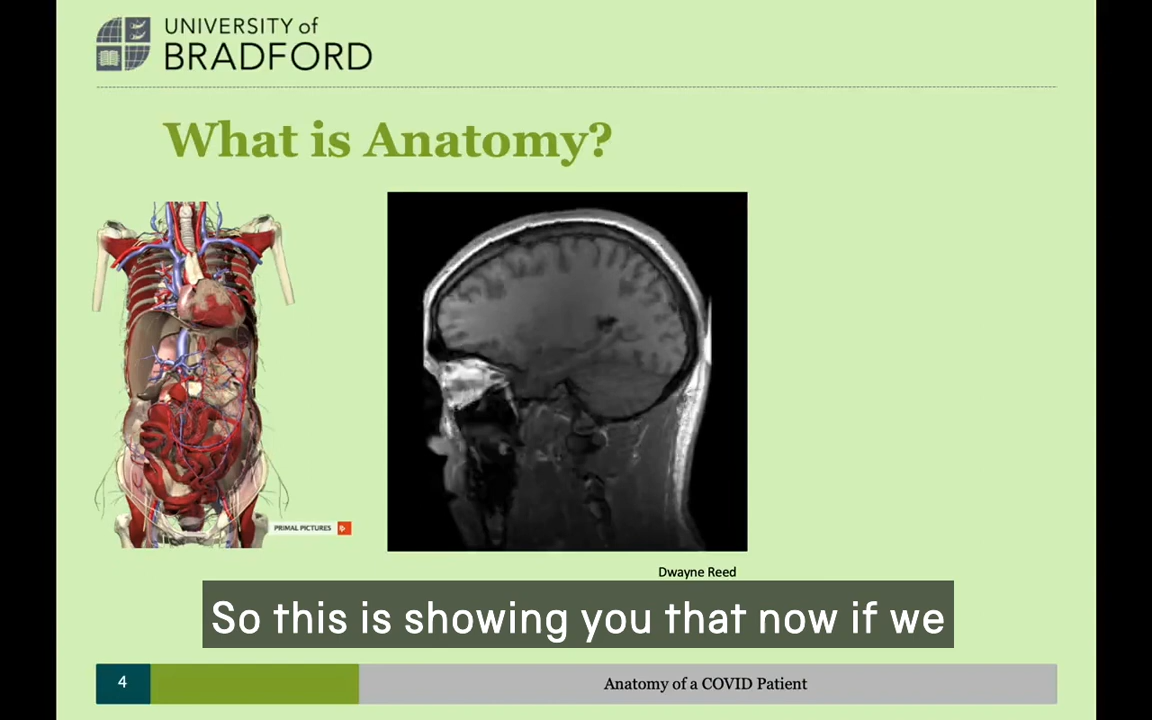 UNIVERSITY of
BRADFORD
What is Anatomy?
PRIMAL PICTURES
Dwayne Reed
So this is showing you that now if we
4
Anatomy of a COVID Patient